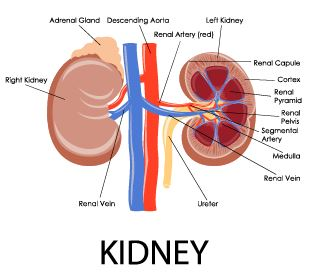 Adrenal Gland
Descending Aorta
Left Kidney
Renal Artery (red)
Renal Capule
Right Kidney
Cortex
Renal
Pyramid
Renal
Pelvis
Segmental
Artery
Medulla
Renal Vein
Renal Vein
Ureter
KIDNEY